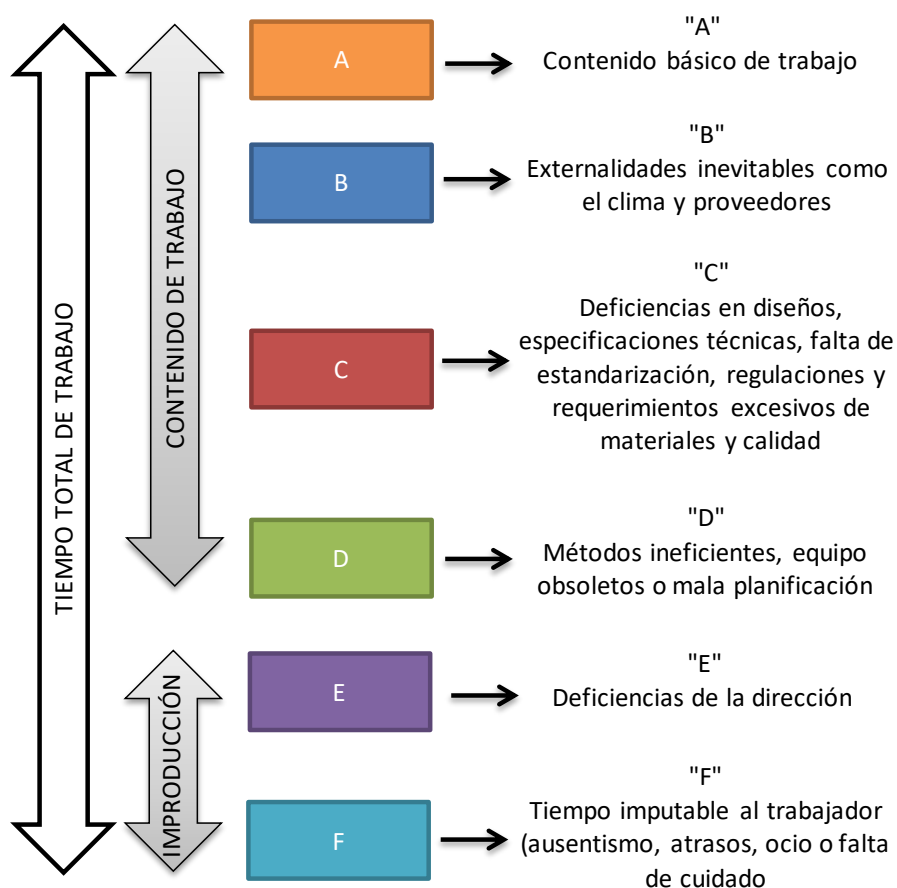 TIEMPO TOTAL DE TRABAJO
CONTENIDO DE TRABAJO
IMPRODUCCIÓN
A
"A"
Contenido básico de trabajo
B
"B"
Externalidades inevitables como
el clima y proveedores
C
"C"
Deficiencias en diseños,
especificaciones técnicas, falta de
estandarización, regulaciones y
requerimientos excesivos de
materiales y calidad
D
"D"
Métodos ineficientes, equipo
obsoletos o mala planificación
E
"E"
Deficiencias de la dirección
F
"F"
Tiempo imputable al trabajador
(ausentismo, atrasos, ocio o falta
de cuidado